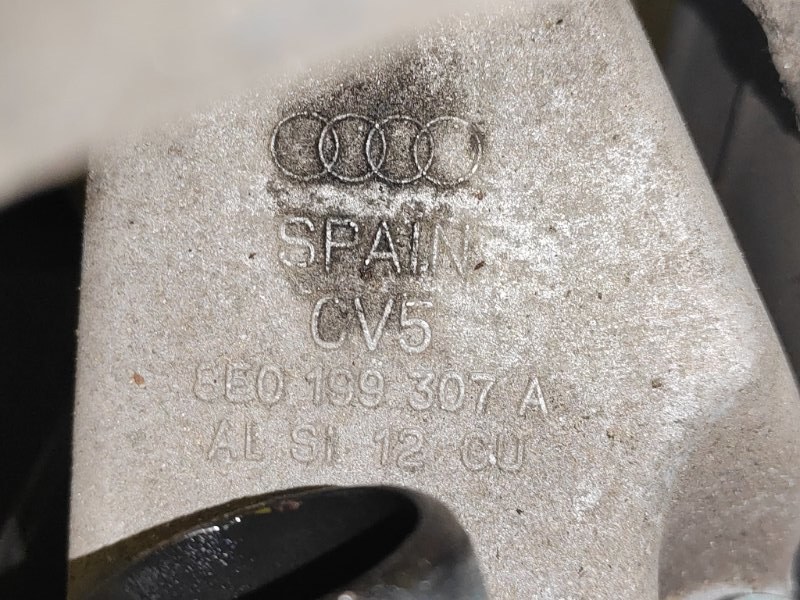 SPAIN
CV5
8E0 199 307 A
AL SI 12 CU